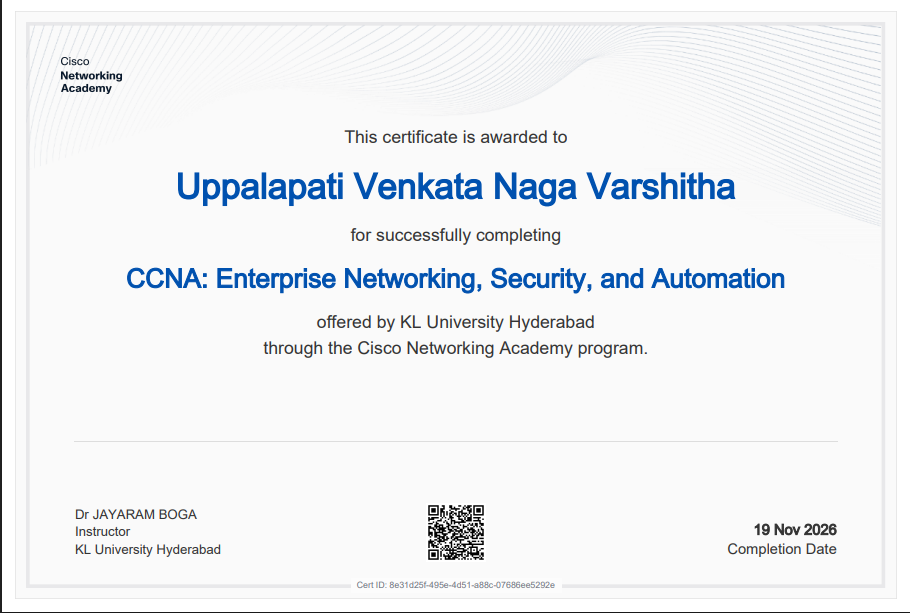 Cisco
Networking
Academy
This certificate is awarded to
Uppalapati Venkata Naga Varshitha
for successfully completing
CCNA: Enterprise Networking, Security, and Automation
offered by KL University Hyderabad
through the Cisco Networking Academy program.
Dr JAYARAM BOGA
Instructor
KL University Hyderabad
19 Nov 2026
Completion Date
Cert ID: 8e31d25f-495e-4d51-a88c-07686ee5292e